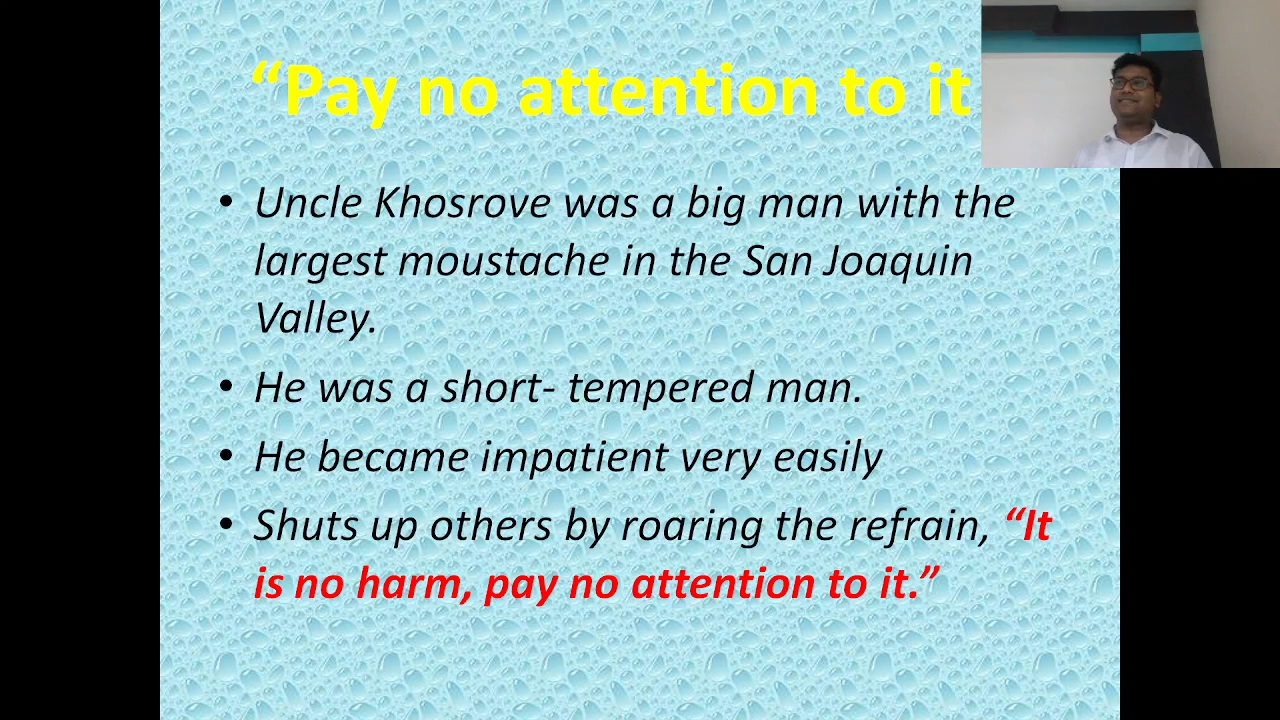 “Pay no attention to it
• Uncle Khosrove was a big man with the
largest moustache in the San Joaquin
Valley.
• He was a short- tempered man.
• He became impatient very easily
• Shuts up others by roaring the refrain, “It
is no harm, pay no attention to it.”